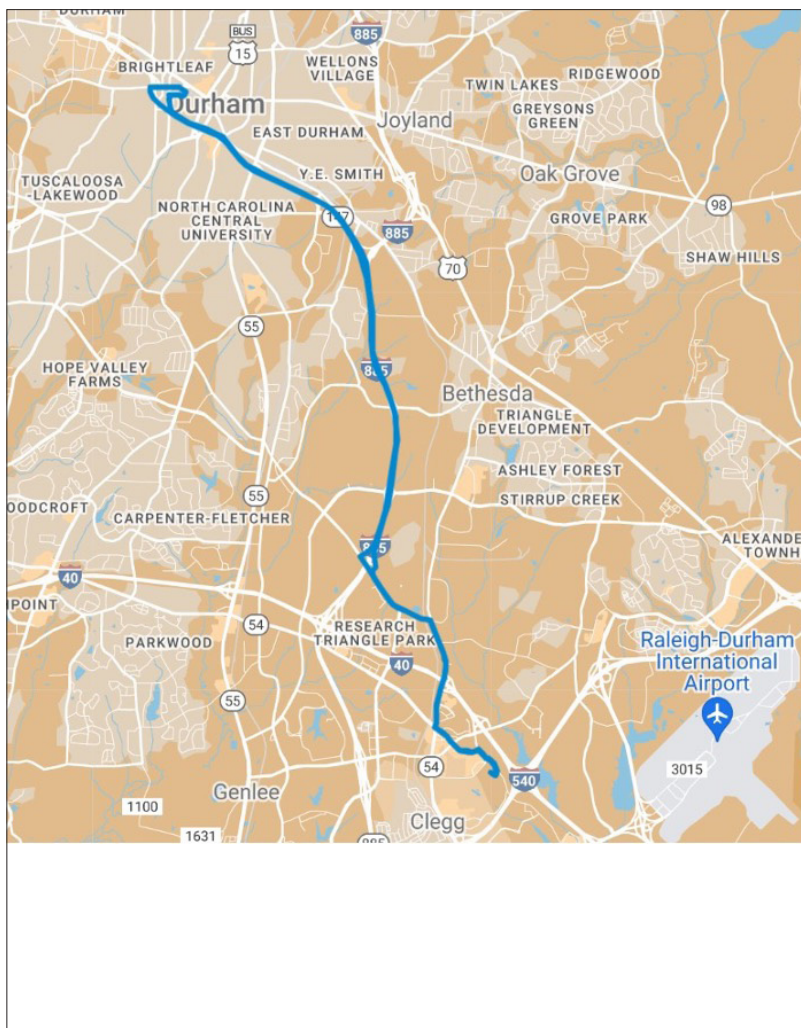 DURHAM
BUS
15
885
BRIGHTLEAF
WELLONS
VILLAGE
TWIN LAKES
RIDGEWOOD
Durham
GREYSONS
GREEN
Joyland
EAST DURHAM
Y.E. SMITH
Oak Grove
TUSCALOOSA
-LAKEWOOD
NORTH CAROLINA
CENTRAL
UNIVERSITY
98
147
885
GROVE PARK
SHAW HILLS
70
55
HOPE VALLEY
FARMS
885
Bethesda
TRIANGLE
DEVELOPMENT
ASHLEY FOREST
55
STIRRUP CREEK
OODCROFT
CARPENTER-FLETCHER
885
ALEXANDE
TOWNH
40
NPOINT
54
RESEARCH
TRIANGLE PARK
PARKWOOD
40
Raleigh-Durham
International
Airport
55
54
540
3015
Genlee
1100
Clegg
1631
885